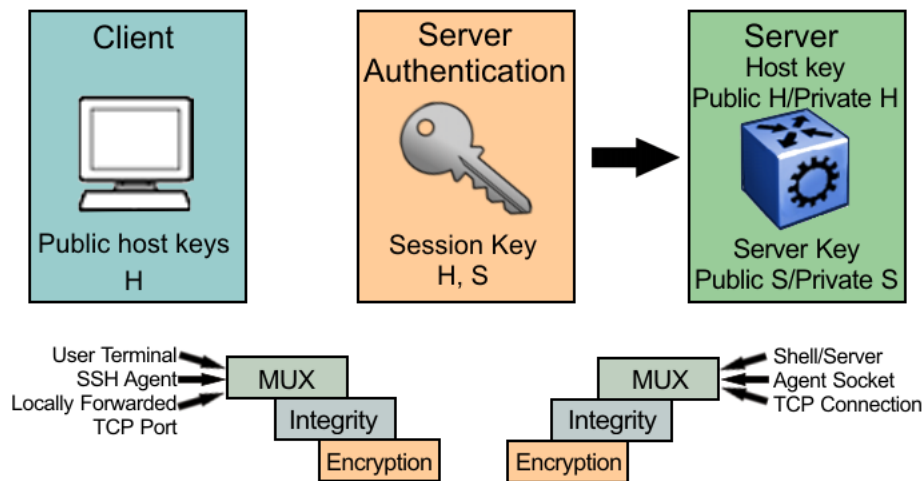 Client
Public host keys
H
Server
Authentication
Session Key
H, S
Server
Host key
Public H/Private H
Server Key
Public S/Private S
User Terminal
SSH Agent
Locally Forwarded
TCP Port
MUX
Integrity
Encryption
MUX
Integrity
Encryption
Shell/Server
Agent Socket
TCP Connection